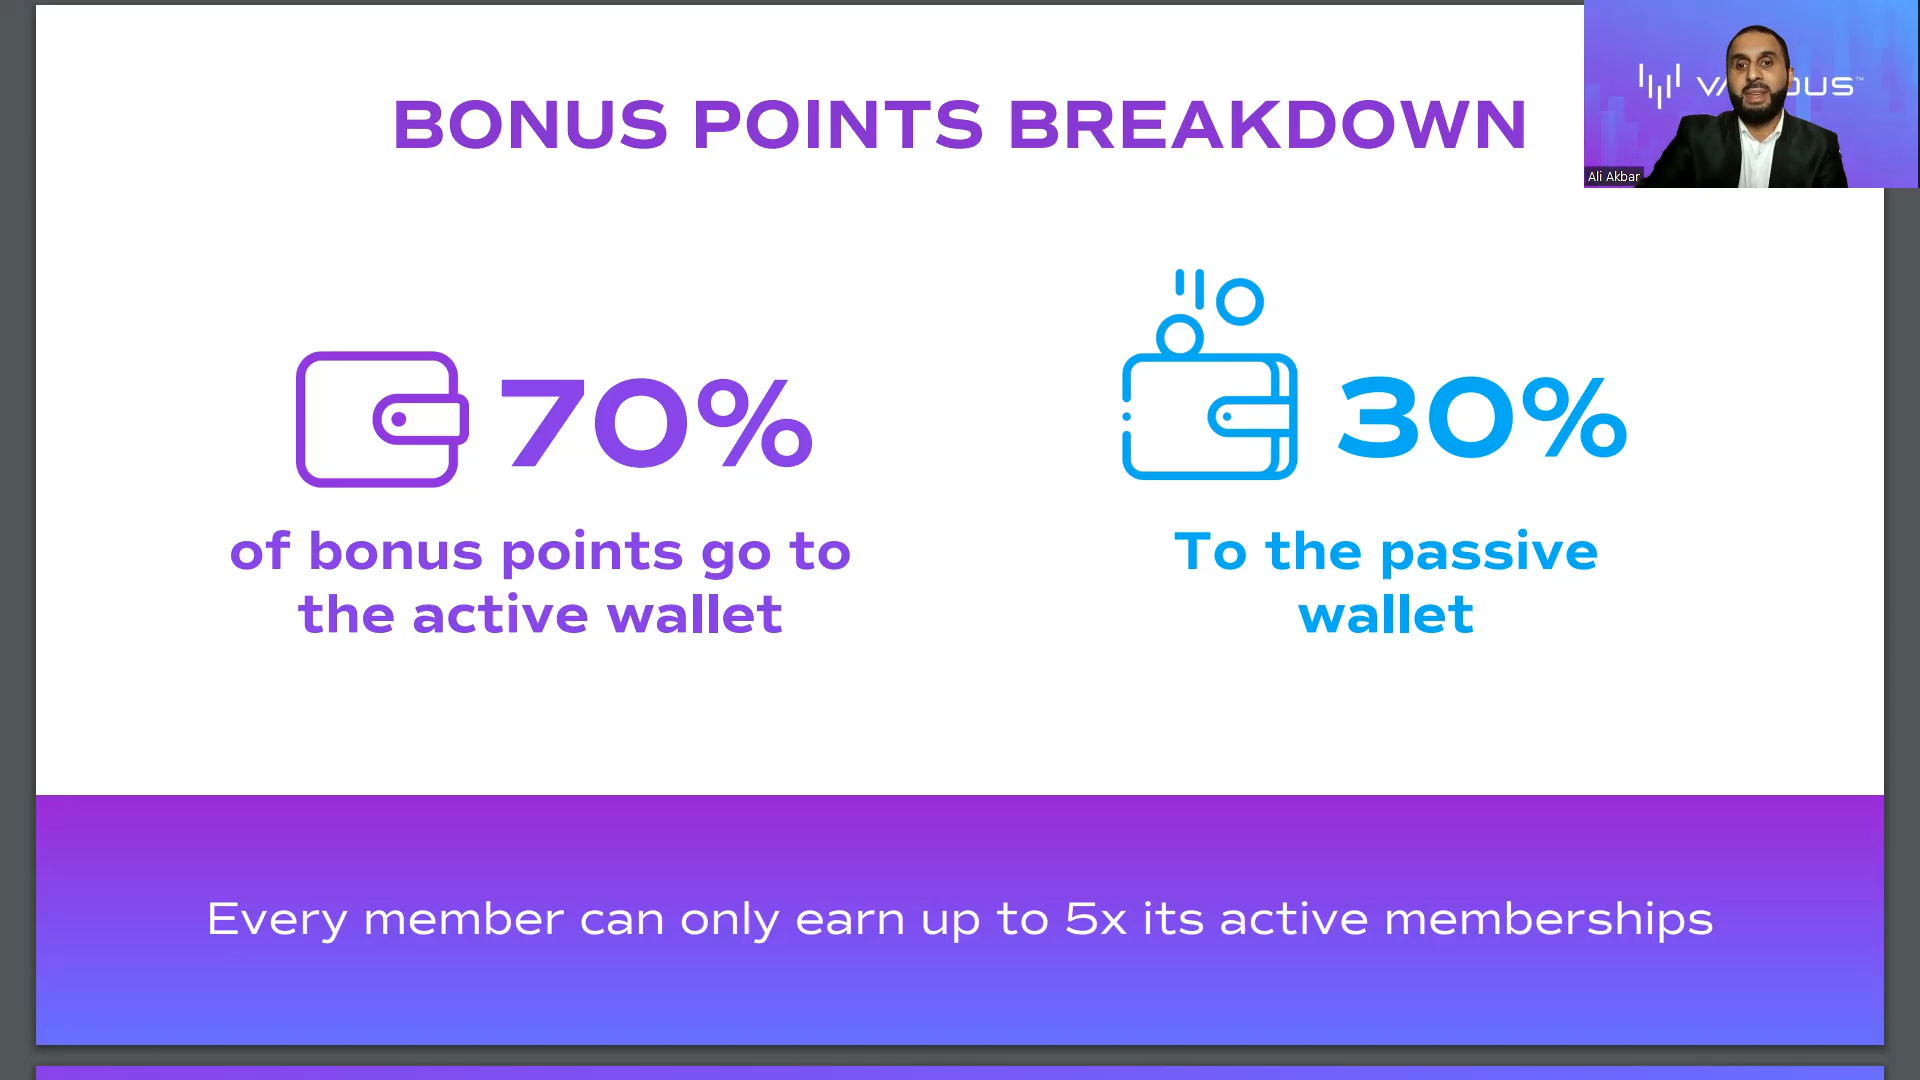 BONUS POINTS BREAKDOWN
Ali Akbar
70%
of bonus points go to
the active wallet
30%
To the passive
wallet
Every member can only earn up to 5x its active memberships